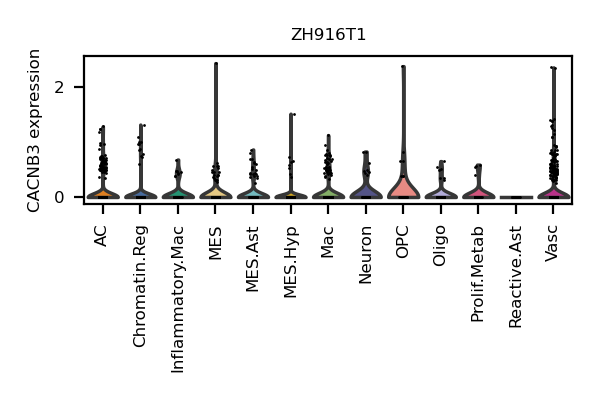 ZH916T1
CACNB3 expression
2
0
AC
Chromatin.Reg
Inflammatory.Mac
MES
MES.Ast
MES.Hyp
Mac
Neuron
OPC
Oligo
Prolif.Metab
Reactive.Ast
Vasc